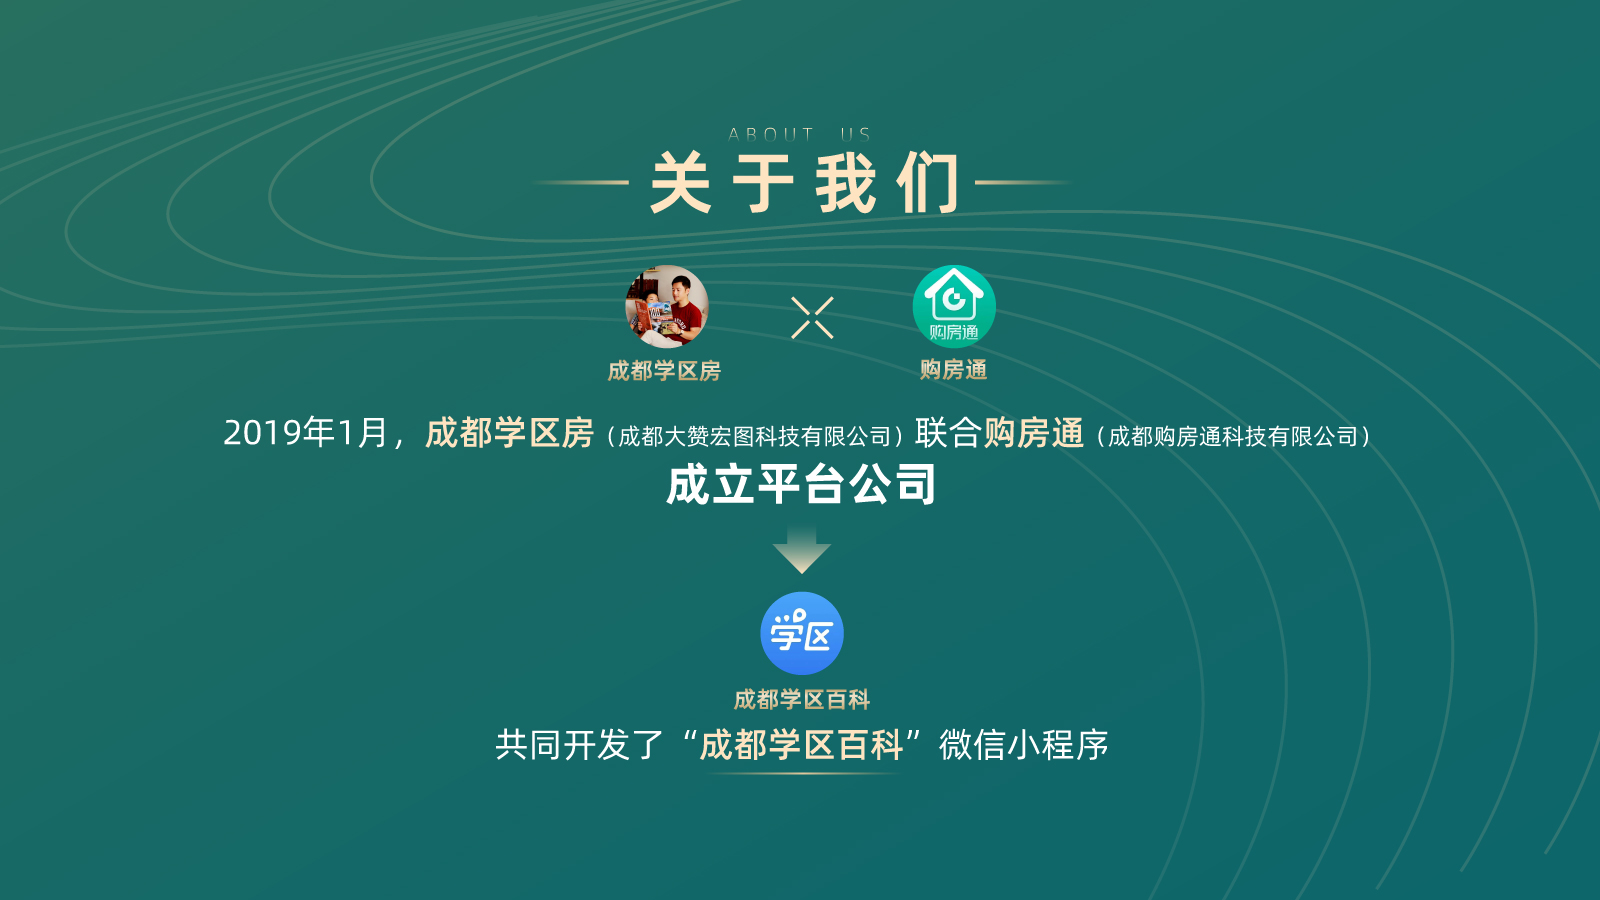 ABOUT US
关于我们
购房通
成都学区房
购房通
2019年1月，成都学区房（成都大赞宏图科技有限公司）联合购房通（成都购房通科技有限公司）
成立平台公司
学区
成都学区百科
共同开发了“成都学区百科”微信小程序